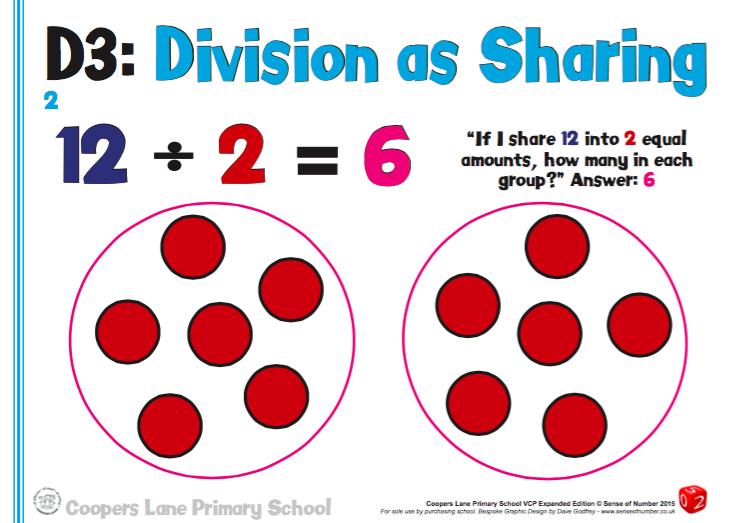 D3: Division as Sharing
2
12 ÷ 2 = 6
“If I share 12 into 2 equal
amounts, how many in each
group?” Answer: 6
Coopers Lane Primary School
Coopers Lane Primary School VCP Expanded Edition © Sense of Number 2015
For sole use by purchasing school. Bespoke Graphic Design by Dave Godfrey - www.senseofnumber.co.uk